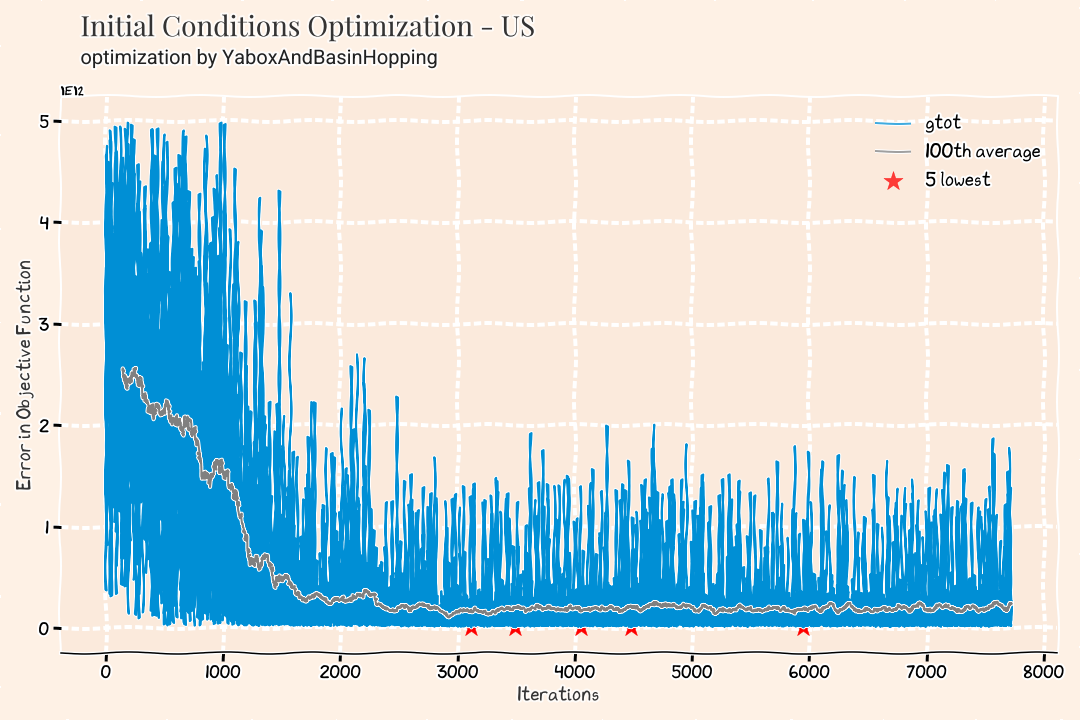 Initial Conditions Optimization - US
optimization by YaboxAndBasinHopping
1E12
5
4
3
2
1
0
Error in Objective Function
gtot
100th average
5 lowest
0 1000 2000 3000 4000 5000 6000 7000 8000
Iterations